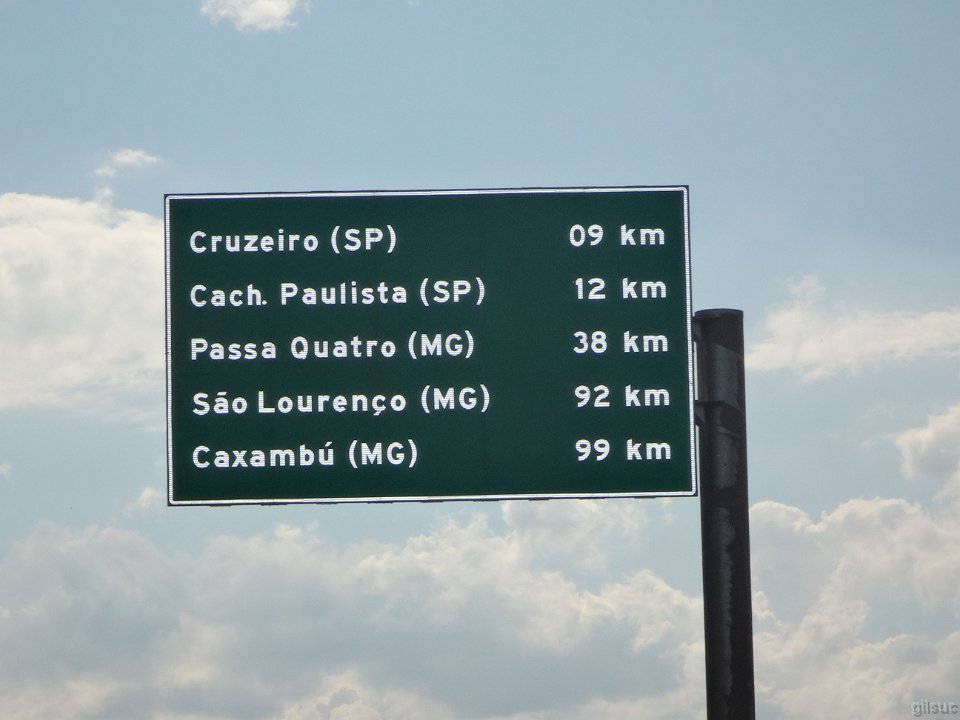 Cruzeiro (SP) 09 km
Cach. Paulista (SP) 12 km
Passa Quatro (MG) 38 km
São Lourenço (MG) 92 km
Caxambú (MG) 99 km
gilsuc